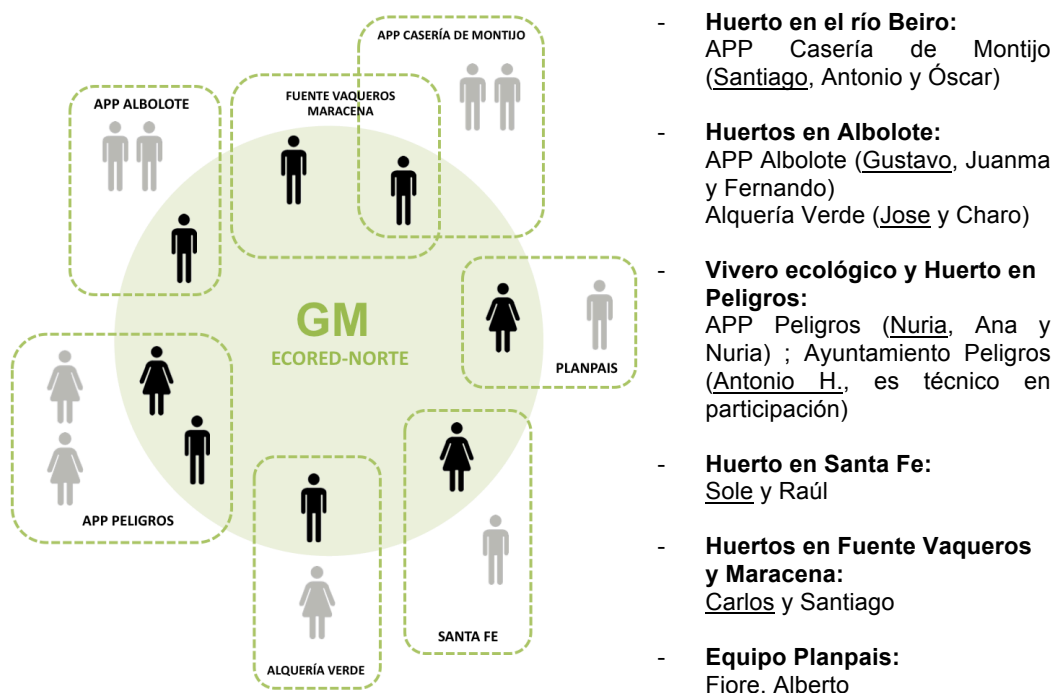 APP CASERÍA DE MONTIJO
FUENTE VAQUEROS
MARACENA
APP ALBOLOTE
GM
ECORED-NORTE
PLANPAIS
APP PELIGROS
SANTA FE
ALQUERÍA VERDE
- Huerto en el río Beiro:
APP Casería de Montijo
(Santiago, Antonio y Óscar)
- Huertos en Albolote:
APP Albolote (Gustavo, Juanma
y Fernando)
Alquería Verde (Jose y Charo)
- Vivero ecológico y Huerto en
Peligros:
APP Peligros (Nuria, Ana y
Nuria) ; Ayuntamiento Peligros
(Antonio H., es técnico en
participación)
- Huerto en Santa Fe:
Sole y Raúl
- Huertos en Fuente Vaqueros
y Maracena:
Carlos y Santiago
- Equipo Planpais:
Fiore, Alberto